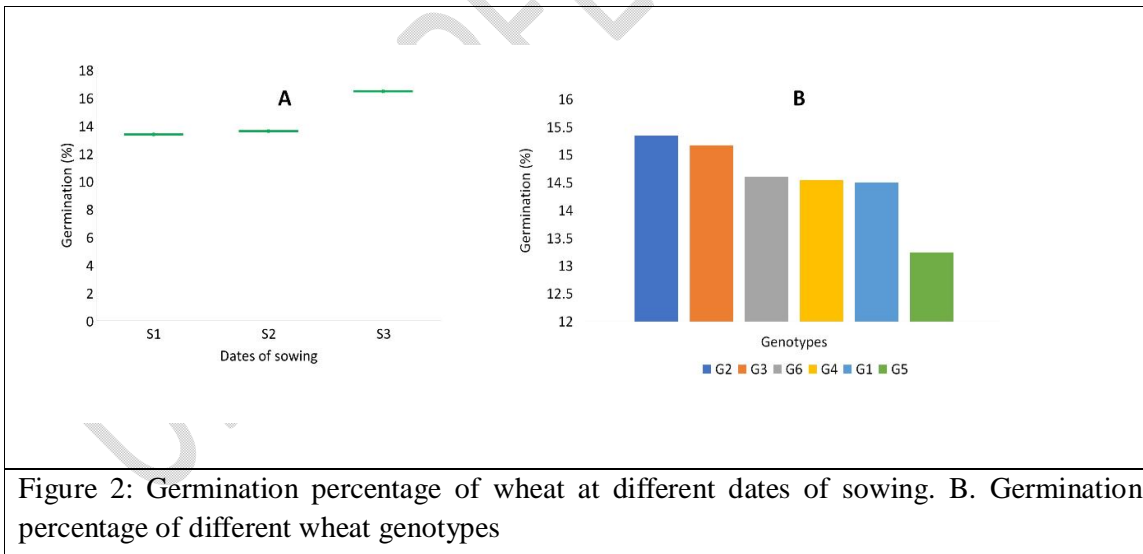 A
18
16
14
12
10
8
6
4
2
0
Germination (%)
S1 S2 S3
Dates of sowing
B
16
15.5
15
14.5
14
13.5
13
12.5
12
Germination (%)
Genotypes
G2 G3 G6 G4 G1 G5
Figure 2: Germination percentage of wheat at different dates of sowing. B. Germination
percentage of different wheat genotypes